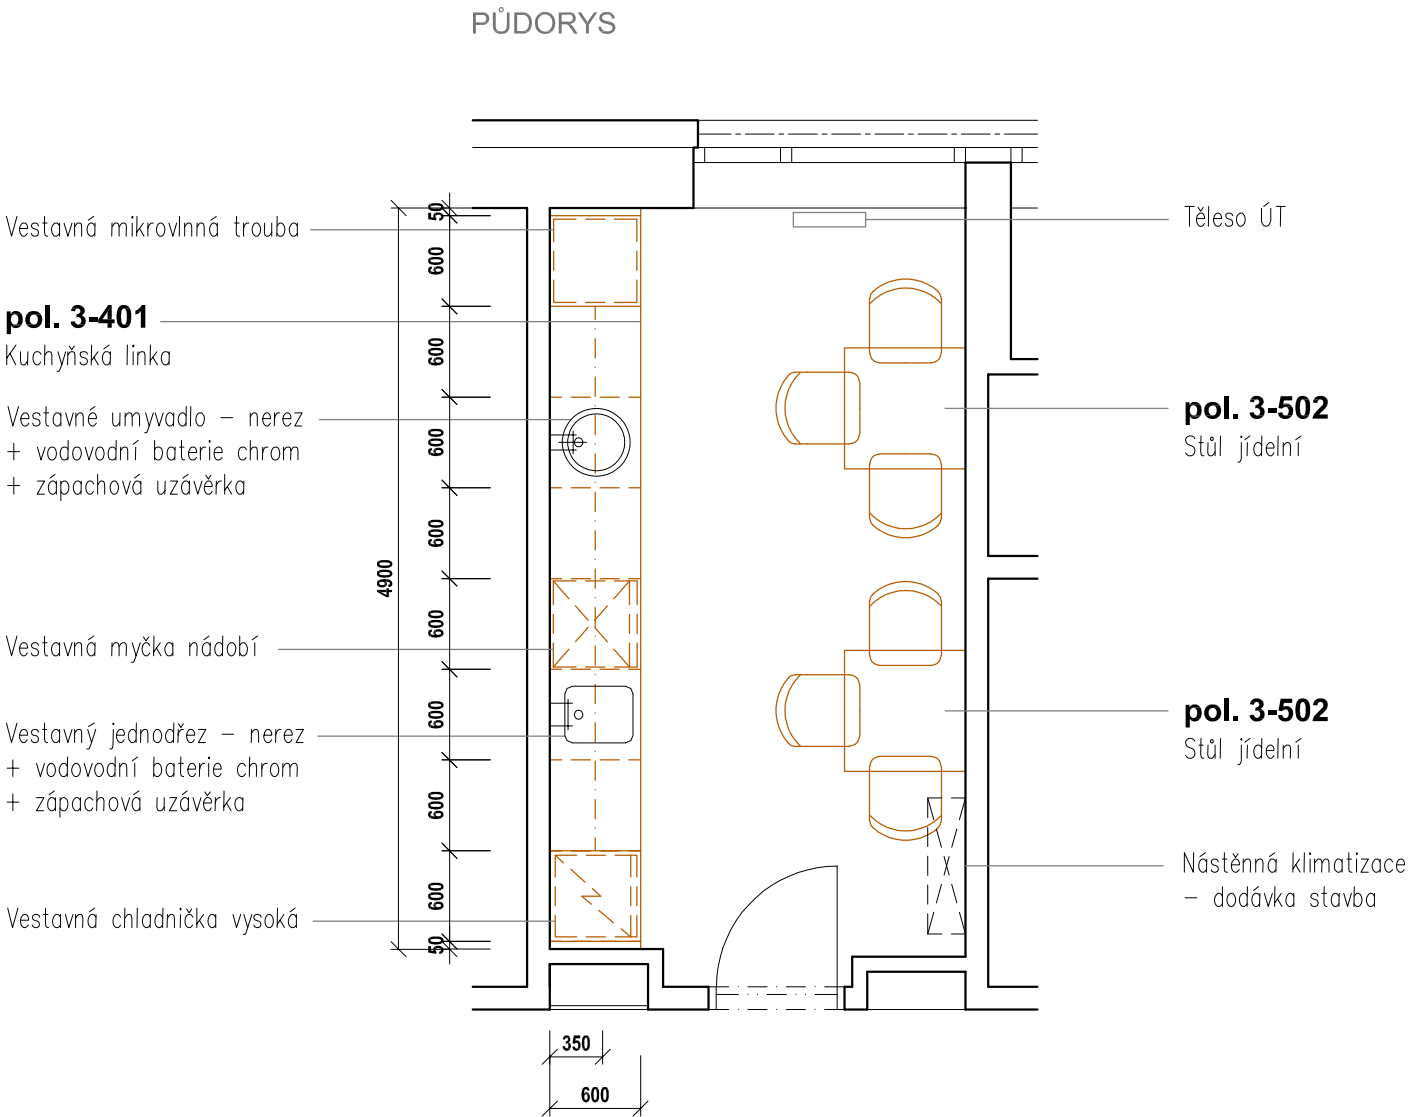 PŮDORYS
Vestavná mikrovlnná trouba
pol. 3-401
Kuchyňská linka
Vestavné umyvadlo – nerez
+ vodovodní baterie chrom
+ zápachová uzávěrka
Vestavná myčka nádobí
Vestavný jednodřez – nerez
+ vodovodní baterie chrom
+ zápachová uzávěrka
Vestavná chladnička vysoká
4900
50
600
600
600
600
600
600
600
600
50
350
600
Těleso ÚT
pol. 3-502
Stůl jídelní
pol. 3-502
Stůl jídelní
Nástěnná klimatizace
– dodávka stavba